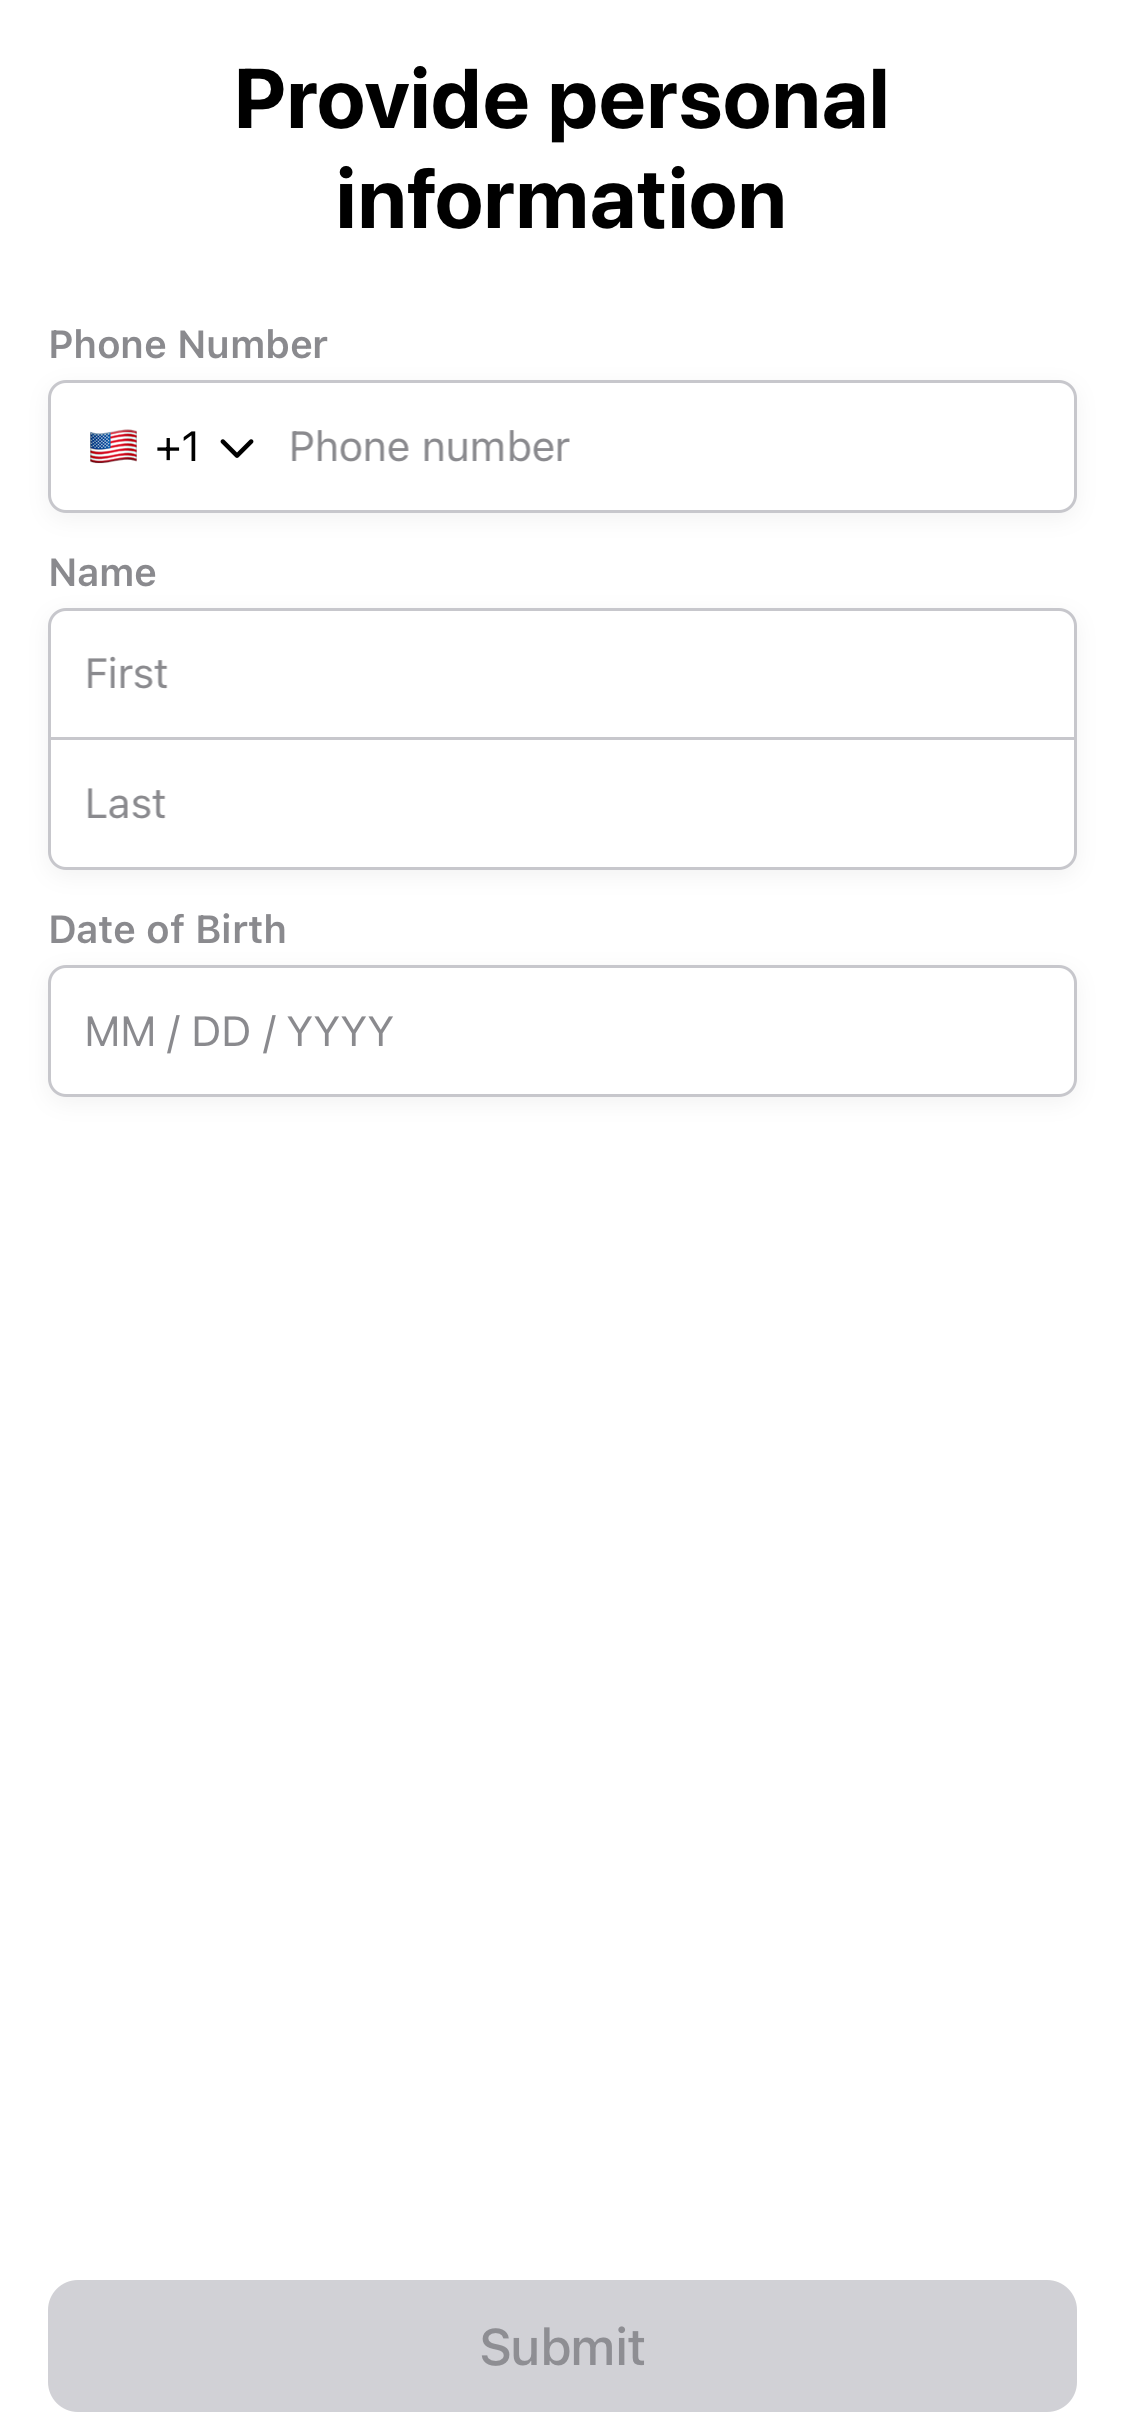 Provide personal
information
Phone Number
+1 Phone number
Name
First
Last
Date of Birth
MM / DD / YYYY
Submit